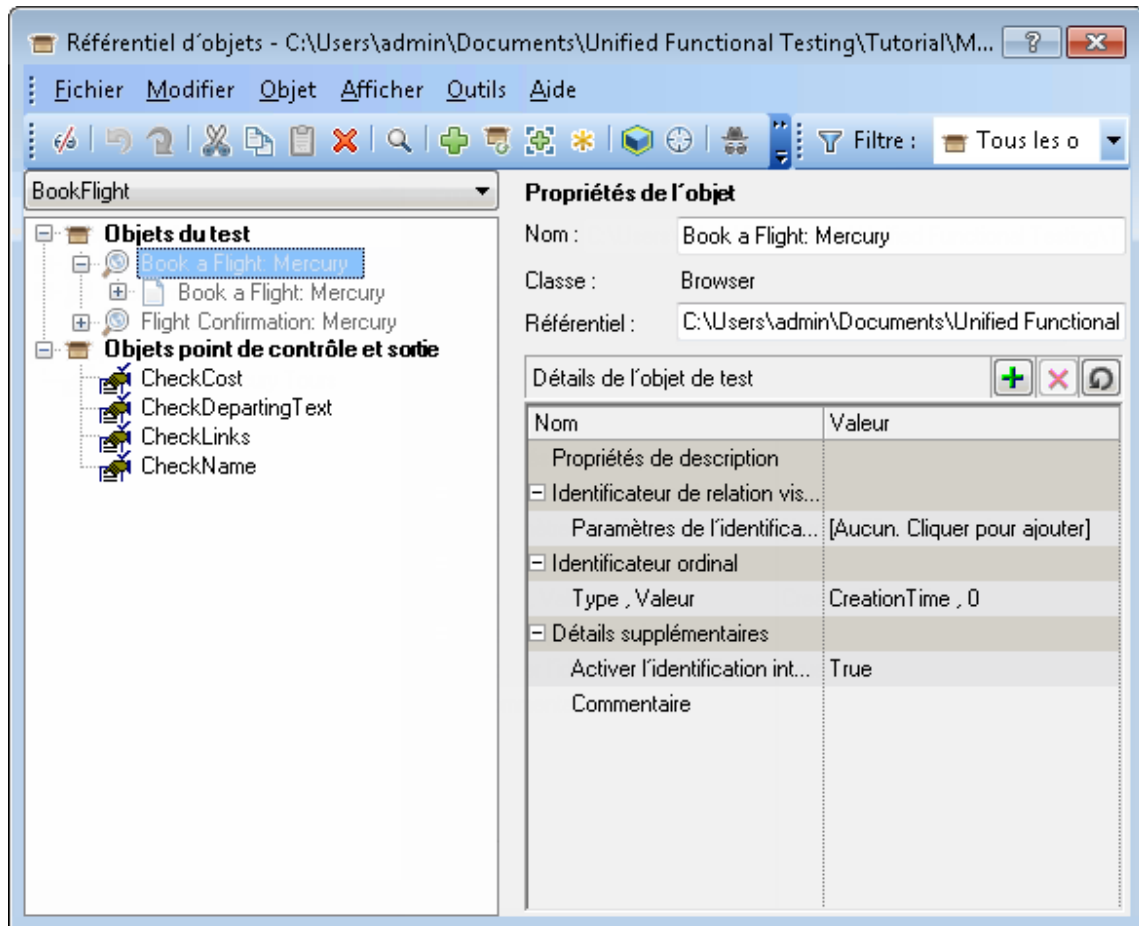 Référentiel d´objets - C:\Users\admin\Documents\Unified Functional Testing\Tutorial\M...
Fichier Modifier Objet Afficher Outils Aide
Filtre : Tous les o
BookFlight
Objets du test
Book a Flight: Mercury
Book a Flight: Mercury
Flight Confirmation: Mercury
Objets point de contrôle et sortie
CheckCost
CheckDepartingText
CheckLinks
CheckName
Propriétés de l´objet
Nom : Book a Flight: Mercury
Classe : Browser
Référentiel : C:\Users\admin\Documents\Unified Functional
Détails de l´objet de test
Nom Valeur
Propriétés de description
Identificateur de relation vis...
Paramètres de l´identifica... [Aucun. Cliquer pour ajouter]
Identificateur ordinal
Type , Valeur CreationTime , 0
Détails supplémentaires
Activer l´identification int... True
Commentaire